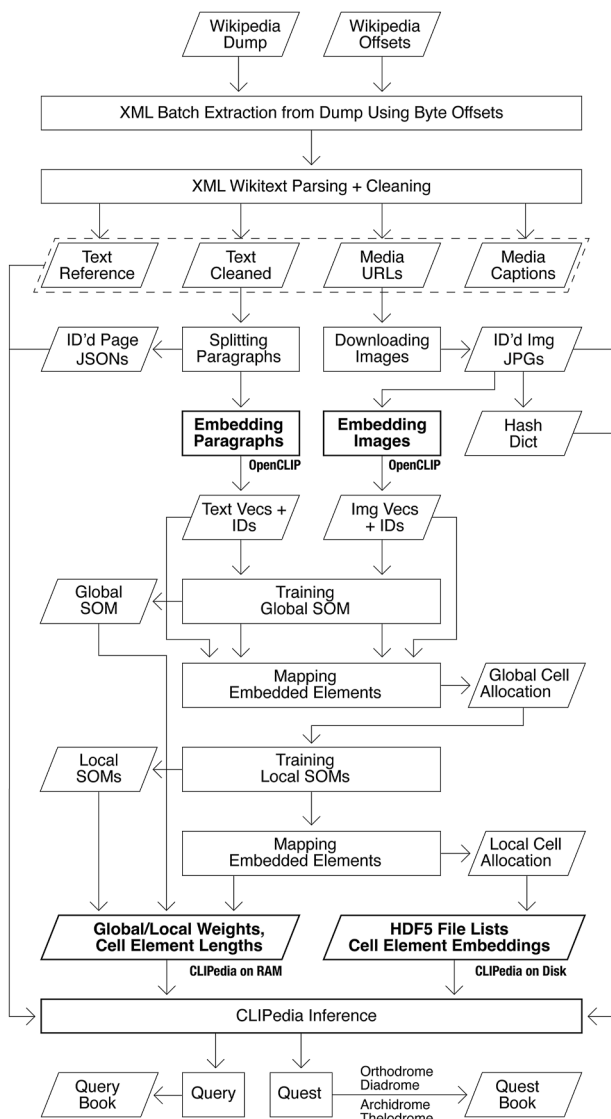 Wikipedia
Dump
Wikipedia
Offsets
XML Batch Extraction from Dump Using Byte Offsets
XML Wikitext Parsing + Cleaning
Text
Reference
Text
Cleaned
Media
URLs
Media
Captions
ID'd Page
JSONs
Splitting
Paragraphs
Downloading
Images
ID'd Img
JPGs
Embedding
Paragraphs
OpenCLIP
Embedding
Images
OpenCLIP
Hash
Dict
Text Vecs +
IDs
Img Vecs
+ IDs
Global
SOM
Training
Global SOM
Mapping
Embedded Elements
Global Cell
Allocation
Local
SOMs
Training
Local SOMs
Mapping
Embedded Elements
Local Cell
Allocation
Global/Local Weights,
Cell Element Lengths
CLIPedia on RAM
HDF5 File Lists
Cell Element Embeddings
CLIPedia on Disk
CLIPedia Inference
Query
Book
Query
Quest
Orthodrome
Diadrome
Archidrome
Thelodrome
Quest
Book